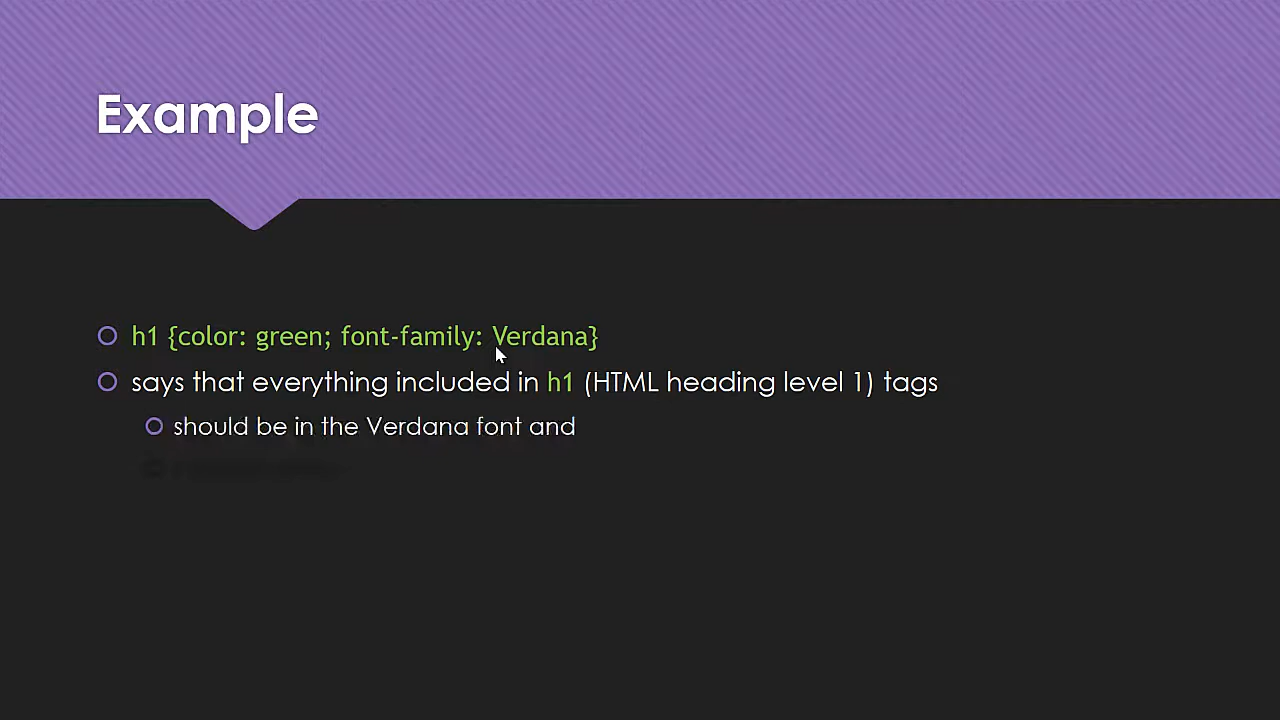 Example
h1 {color: green; font-family: Verdana}
says that everything included in h1 (HTML heading level 1) tags
should be in the Verdana font and